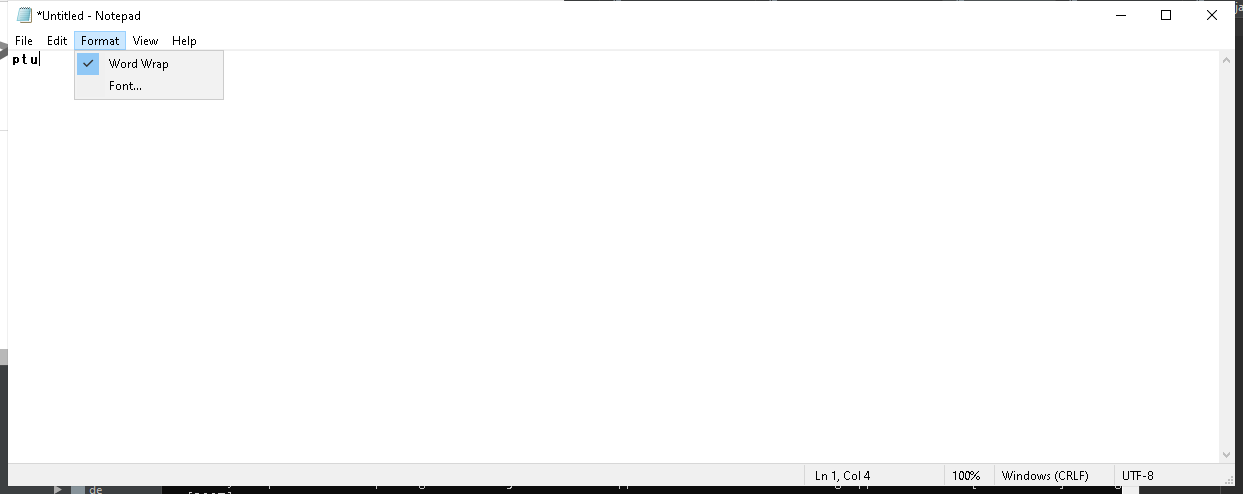 *Untitled - Notepad
File Edit Format View Help
ptu
Word Wrap
Font...
Ln 1, Col 4 100% Windows (CRLF) UTF-8
de